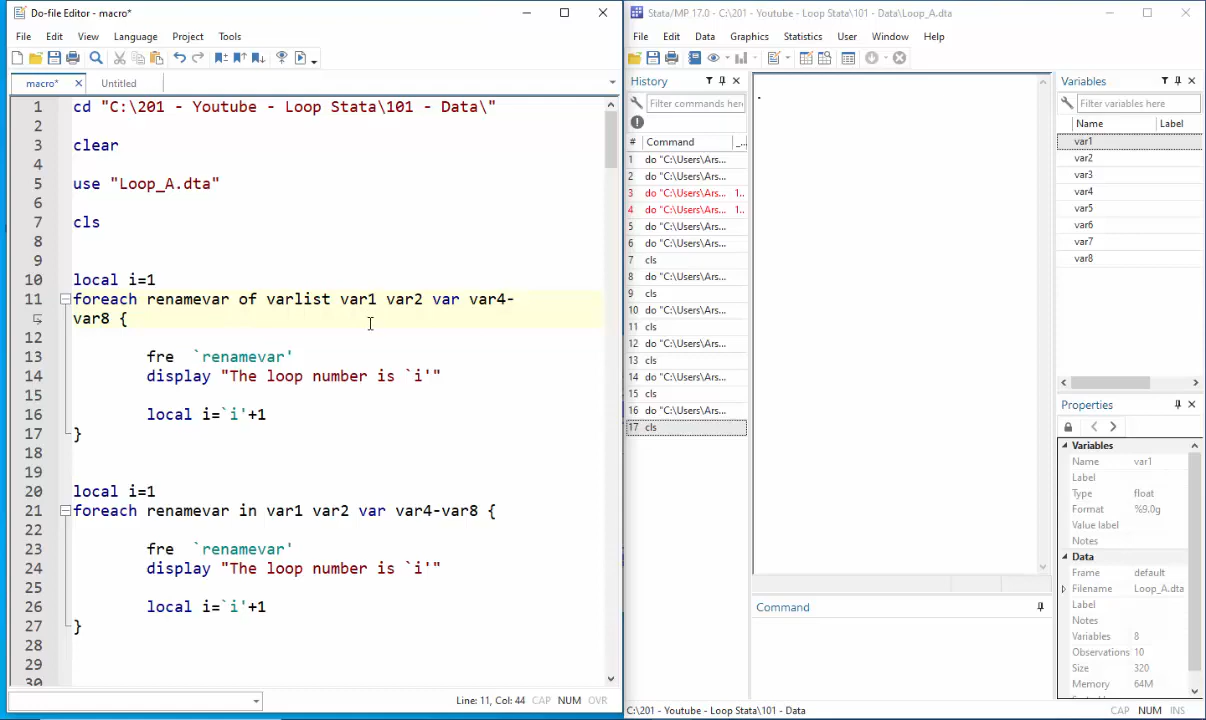 Do-file Editor - macro*
File Edit View Language Project Tools
macro* Untitled
1 cd "C:\201 - Youtube - Loop Stata\101 - Data\"
2
3 clear
4
5 use "Loop_A.dta"
6
7 cls
8
9
10 local i=1
11 foreach renamevar of varlist var1 var2 var var4-
var8 {
12
13 fre `renamevar'
14 display "The loop number is `i'"
15
16 local i=`i'+1
17 }
18
19
20 local i=1
21 foreach renamevar in var1 var2 var var4-var8 {
22
23 fre `renamevar'
24 display "The loop number is `i'"
25
26 local i=`i'+1
27 }
28
29
30
Line: 11, Col: 44 CAP NUM OVR
Stata/MP 17.0 - C:\201 - Youtube - Loop Stata\101 - Data\Loop_A.dta
File Edit Data Graphics Statistics User Window Help
History
Filter commands here
# Command _...
1 do "C:\Users\Ars...
2 do "C:\Users\Ars...
3 do "C:\Users\Ars... 1..
4 do "C:\Users\Ars... 1..
5 do "C:\Users\Ars...
6 do "C:\Users\Ars...
7 cls
8 do "C:\Users\Ars...
9 cls
10 do "C:\Users\Ars...
11 cls
12 do "C:\Users\Ars...
13 cls
14 do "C:\Users\Ars...
15 cls
16 do "C:\Users\Ars...
17 cls
.
Command
Variables
Filter variables here
Name Label
var1
var2
var3
var4
var5
var6
var7
var8
Properties
Variables
Name var1
Label
Type float
Format %9.0g
Value label
Notes
Data
Frame default
Filename Loop_A.dta
Label
Notes
Variables 8
Observations 10
Size 320
Memory 64M
C:\201 - Youtube - Loop Stata\101 - Data CAP NUM INS